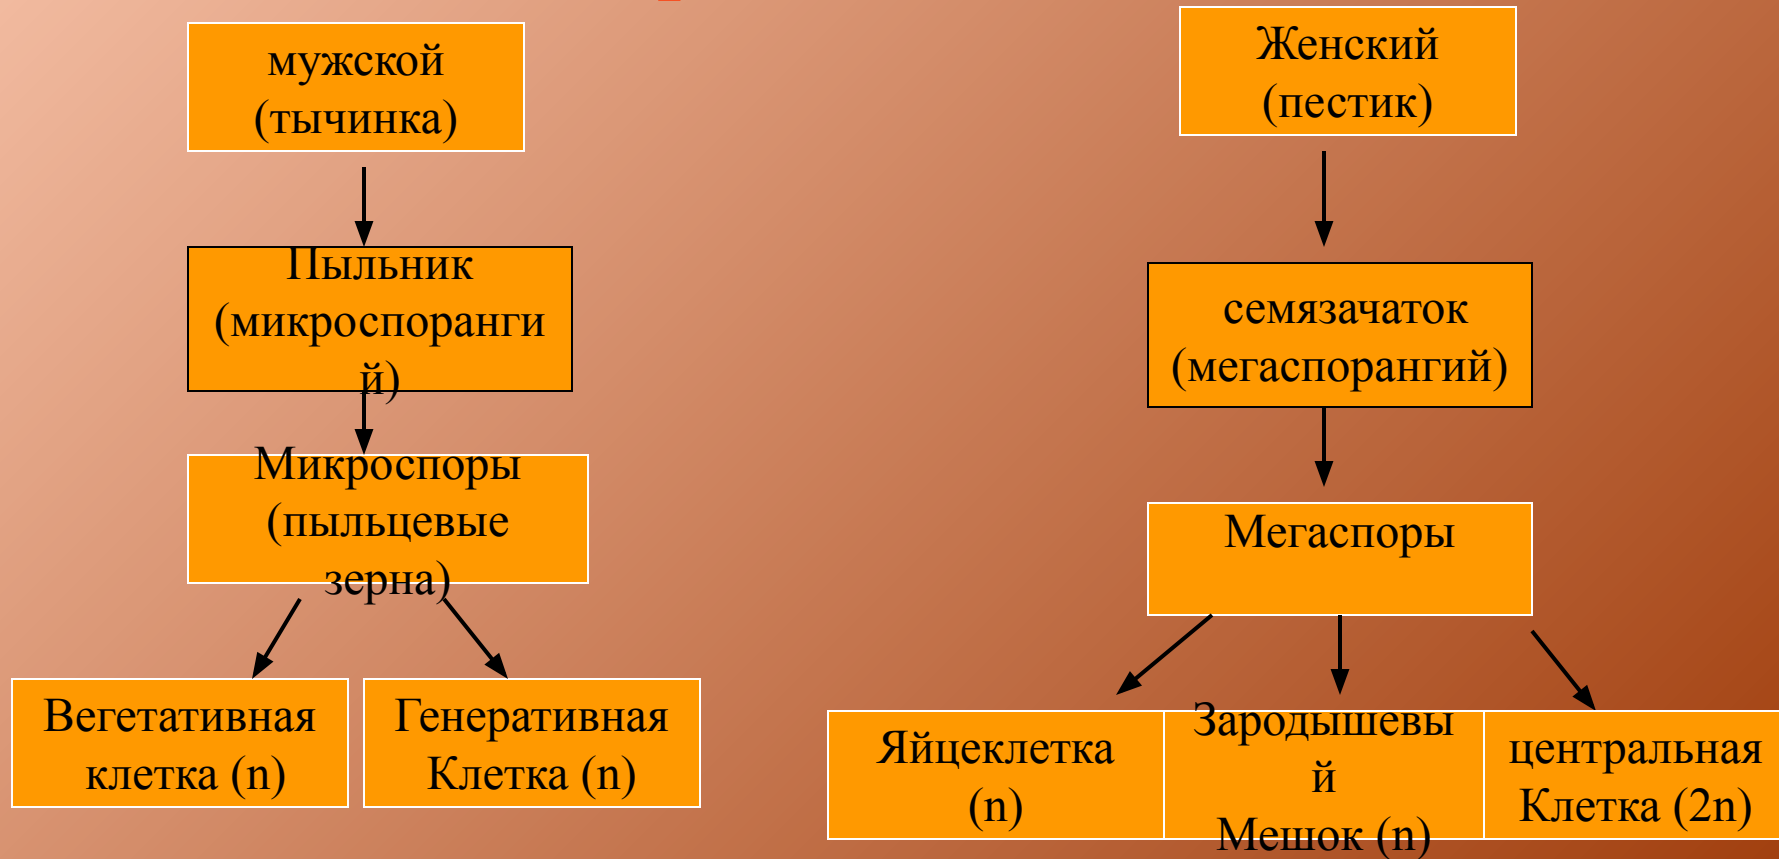 мужской
(тычинка)
Пыльник
(микроспоранги
й)
Микроспоры
(пыльцевые
зерна)
Вегетативная
клетка (n)
Генеративная
Клетка (n)
Женский
(пестик)
семязачаток
(мегаспорангий)
Мегаспоры
Яйцеклетка
(n)
Зародышевы
й
Мешок (n)
центральная
Клетка (2n)